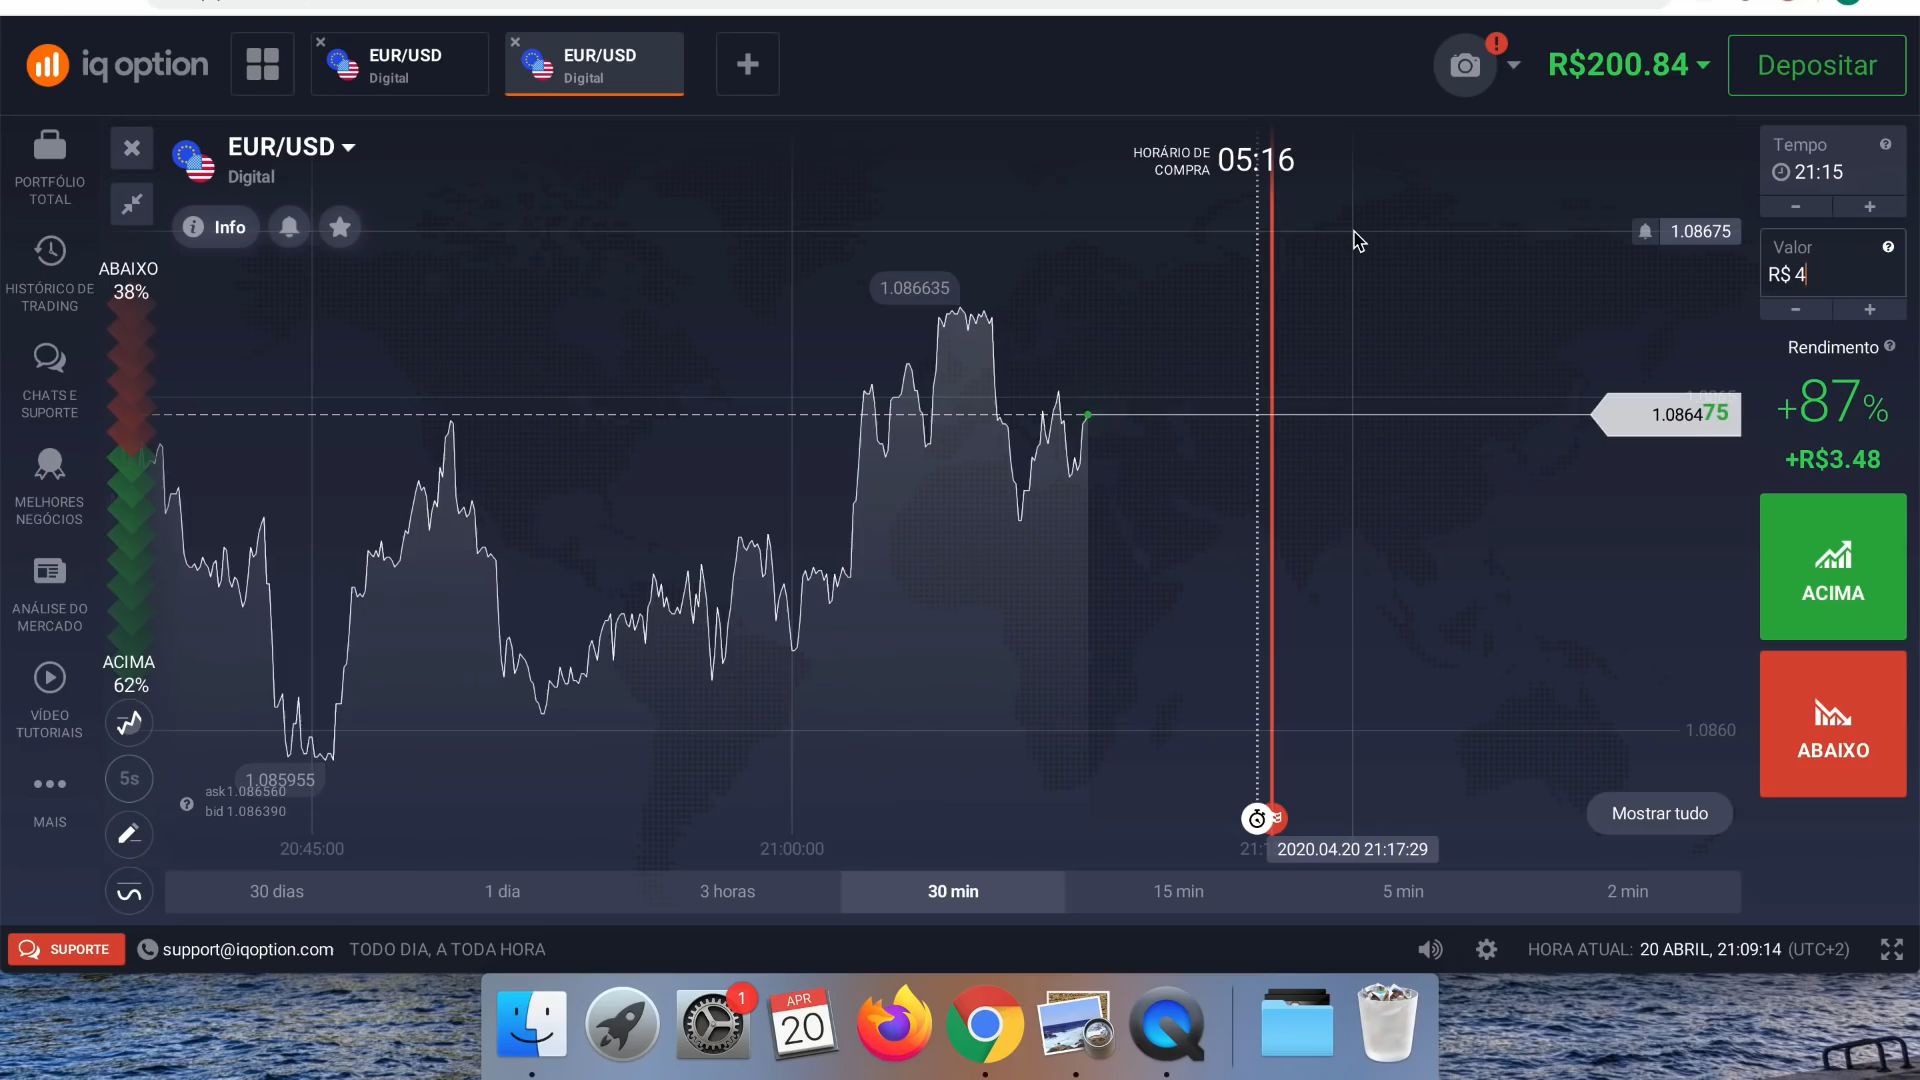 iq option
EUR/USD
Digital
EUR/USD
Digital
R$200.84
Depositar
PORTFÓLIO
TOTAL
HISTÓRICO DE
TRADING
CHATS E
SUPORTE
MELHORES
NEGÓCIOS
ANÁLISE DO
MERCADO
VÍDEO
TUTORIAIS
MAIS
EUR/USD
Digital
Info
ABAIXO
38%
ACIMA
62%
5s
HORÁRIO DE
COMPRA
05:16
1.08675
1.086635
1.086475
1.0860
1.085955
ask1.086560
bid 1.086390
20:45:00
21:00:00
2020.04.20 21:17:29
Mostrar tudo
30 dias
1 dia
3 horas
30 min
15 min
5 min
2 min
Tempo
21:15
- +
Valor
R$ 4
- +
Rendimento
+87%
+R$3.48
ACIMA
ABAIXO
SUPORTE
support@iqoption.com
TODO DIA, A TODA HORA
HORA ATUAL: 20 ABRIL, 21:09:14 (UTC+2)
1
APR
20